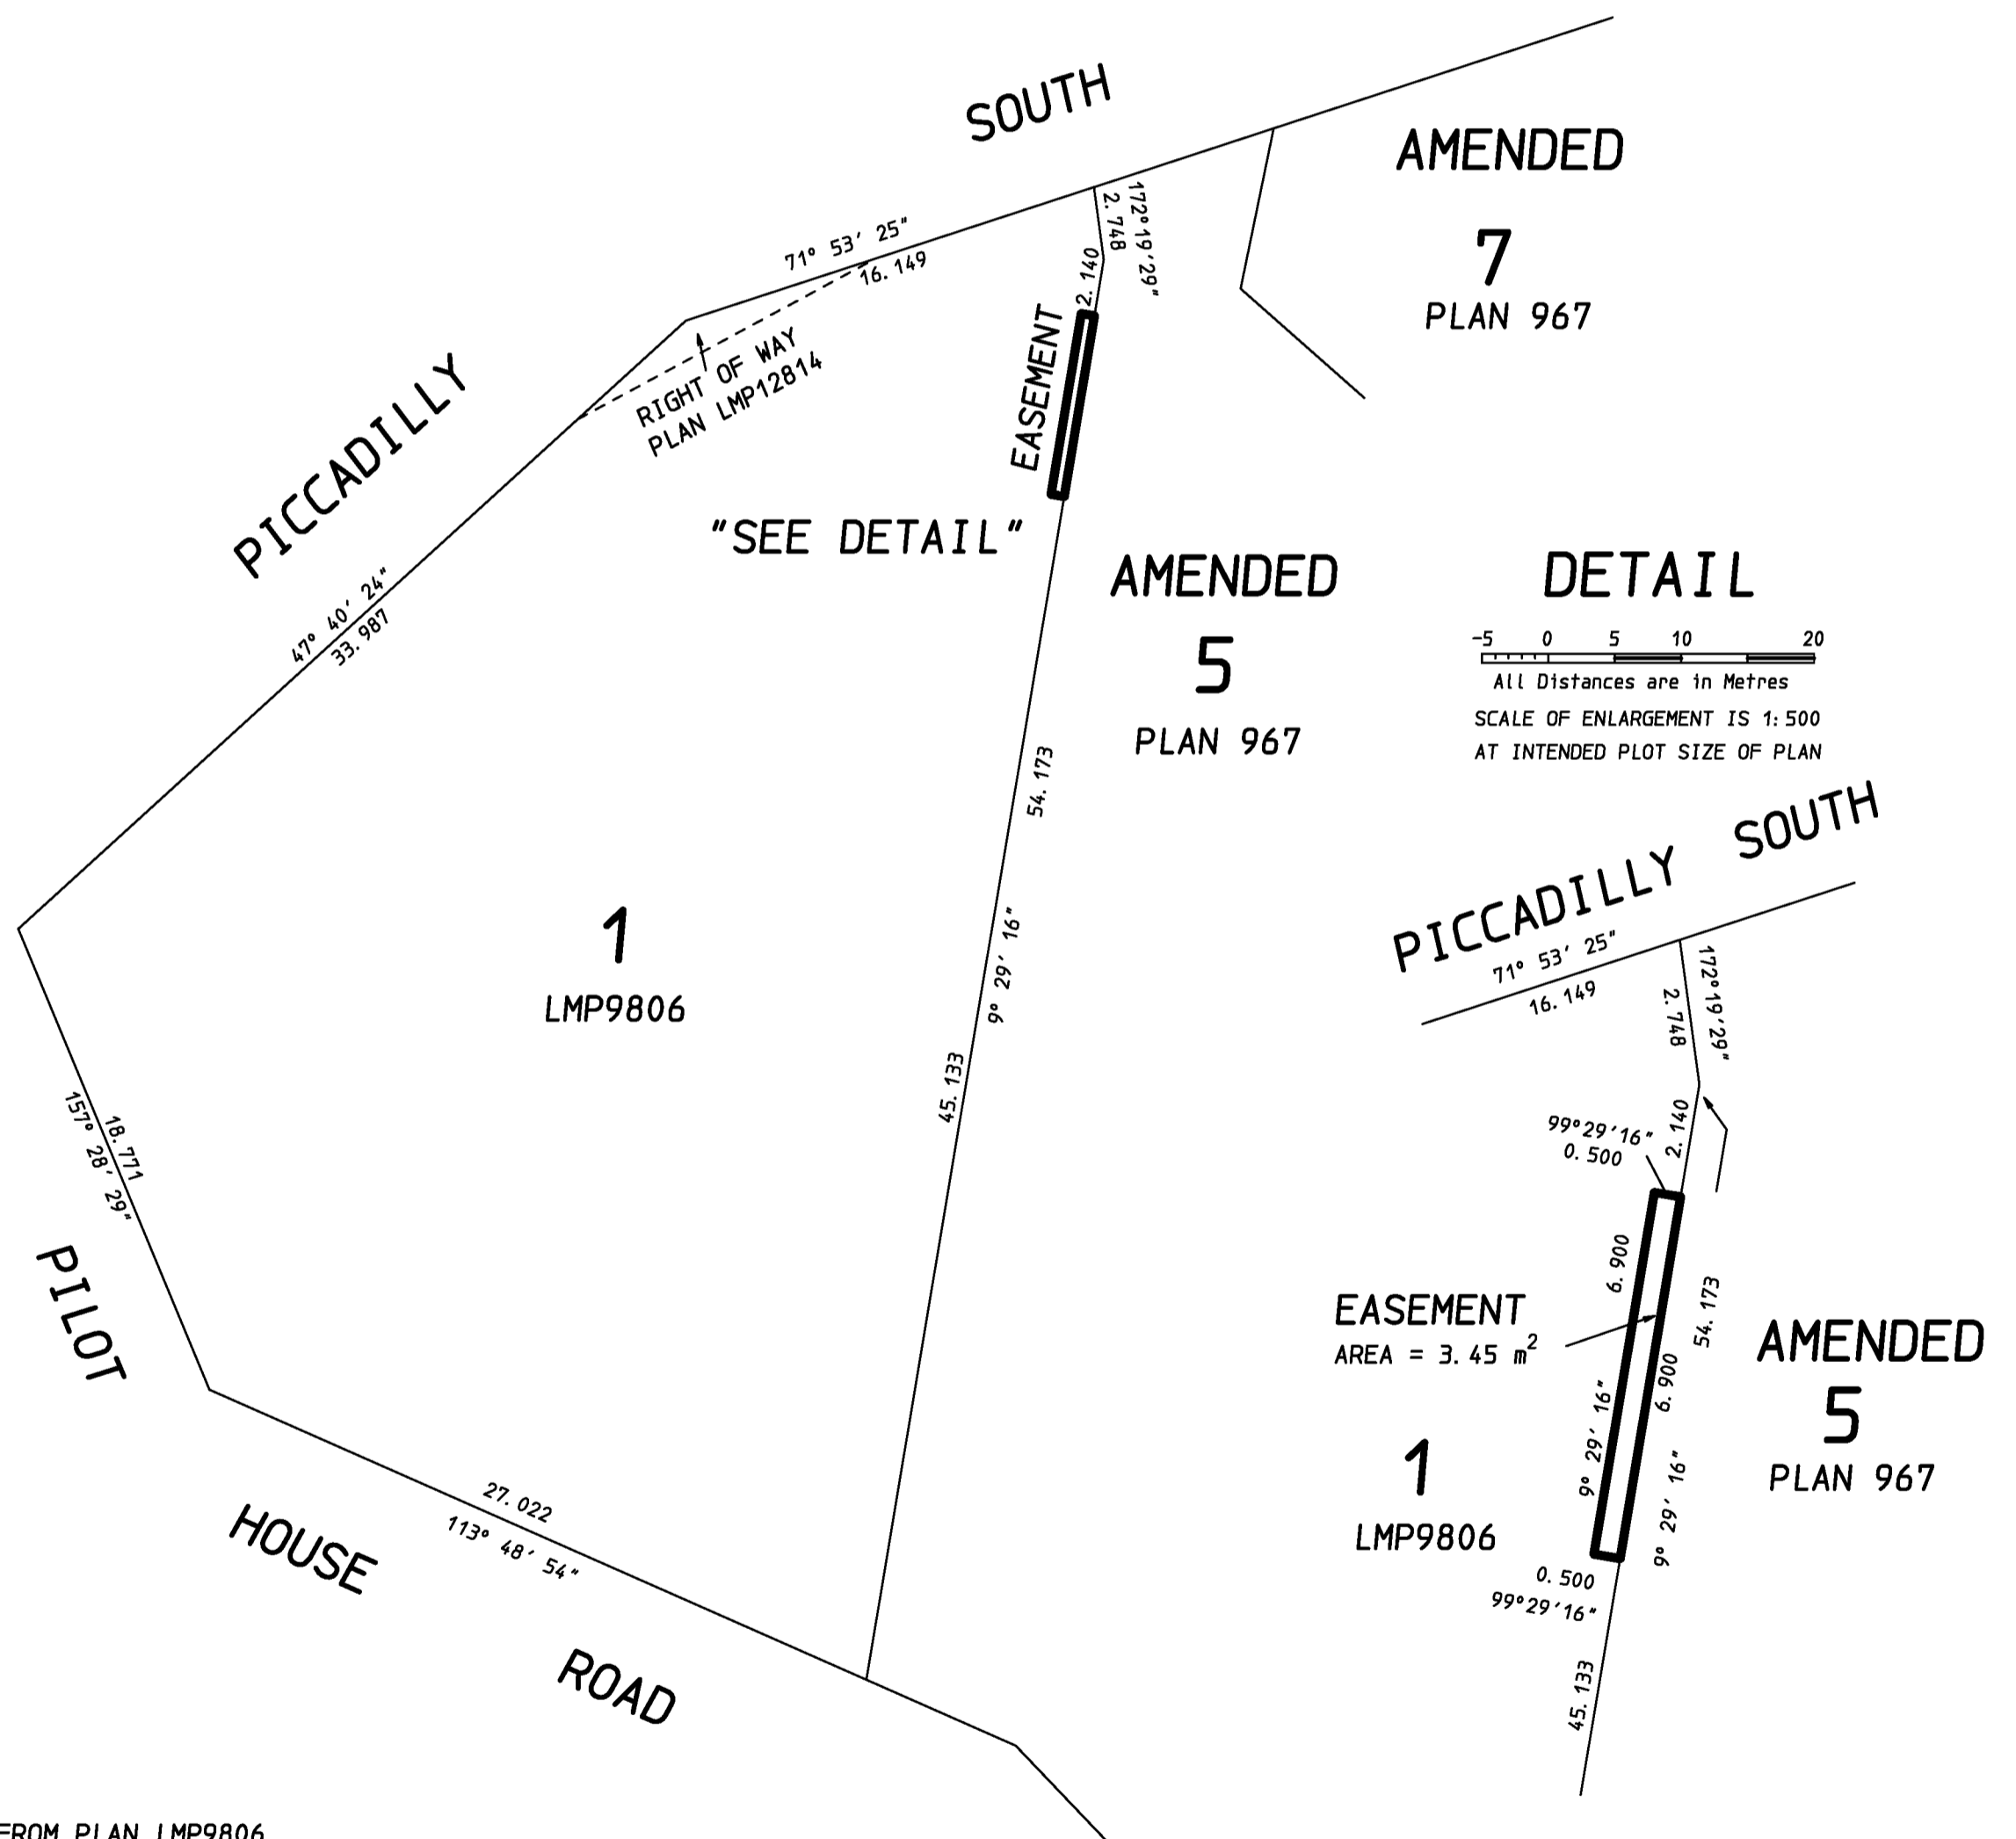 SOUTH
AMENDED
7
PLAN 967
172°19'29"
2.748
71° 53' 25"
16.149
2.140
EASEMENT
RIGHT OF WAY
PLAN LMP12814
PICCADILLY
"SEE DETAIL"
47° 40' 24"
33.987
AMENDED
5
PLAN 967
DETAIL
-5 0 5 10 20
All Distances are in Metres
SCALE OF ENLARGEMENT IS 1:500
AT INTENDED PLOT SIZE OF PLAN
54.173
1
LMP9806
9° 29' 16"
45.133
18.771
157° 28' 29"
PILOT
27.022
113° 48' 54"
HOUSE
ROAD
PICCADILLY SOUTH
71° 53' 25"
16.149
172°19'29"
2.748
2.140
99°29'16"
0.500
6.900
EASEMENT
AREA = 3.45 m2
54.173
6.900
9° 29' 16"
9° 29' 16"
AMENDED
5
PLAN 967
1
LMP9806
0.500
99°29'16"
45.133
FROM PLAN LMP9806